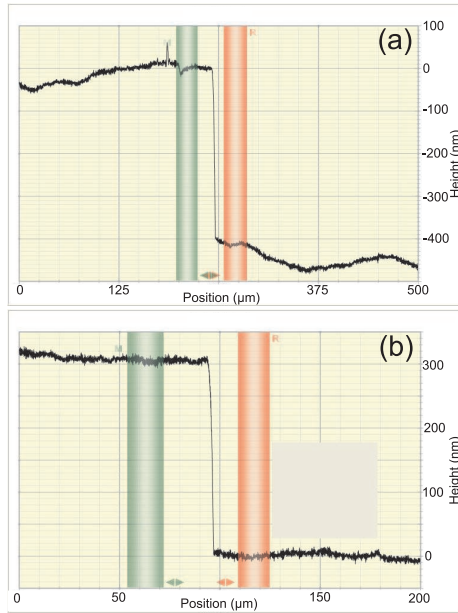 (a)
M
R
100
0
-100
-200
-300
-400
Height (nm)
0
125
375
500
Position (µm)
(b)
M
R
300
200
100
0
Height (nm)
0
50
150
200
Position (µm)